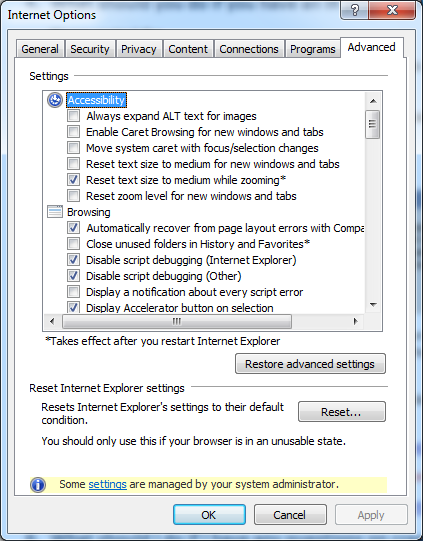 Internet Options
General Security Privacy Content Connections Programs Advanced
Settings
Accessibility
Always expand ALT text for images
Enable Caret Browsing for new windows and tabs
Move system caret with focus/selection changes
Reset text size to medium for new windows and tabs
Reset text size to medium while zooming*
Reset zoom level for new windows and tabs
Browsing
Automatically recover from page layout errors with Compa
Close unused folders in History and Favorites*
Disable script debugging (Internet Explorer)
Disable script debugging (Other)
Display a notification about every script error
Display Accelerator button on selection
*Takes effect after you restart Internet Explorer
Restore advanced settings
Reset Internet Explorer settings
Resets Internet Explorer's settings to their default
condition.
Reset...
You should only use this if your browser is in an unusable state.
Some settings are managed by your system administrator.
OK Cancel Apply